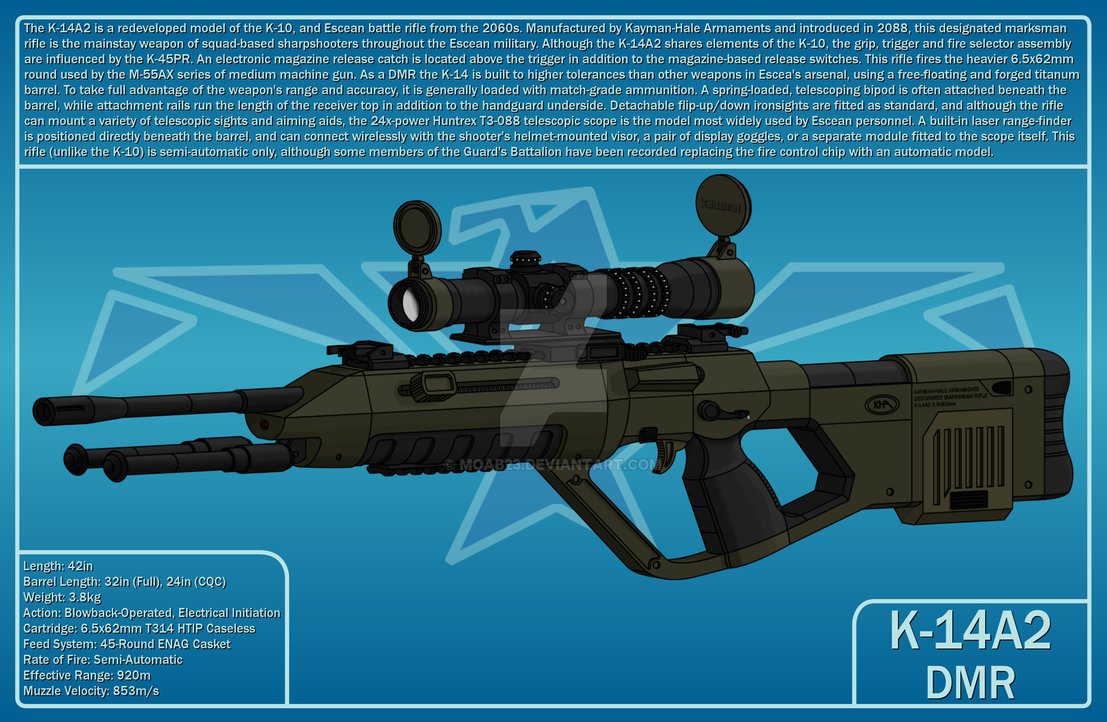 The K-14A2 is a redeveloped model of the K-10, and Escean battle rifle from the 2060s. Manufactured by Kayman-Hale Armaments and introduced in 2088, this designated marksman
rifle is the mainstay weapon of squad-based sharpshooters throughout the Escean military. Although the K-14A2 shares elements of the K-10, the grip, trigger and fire selector assembly
are influenced by the K-45PR. An electronic magazine release catch is located above the trigger in addition to the magazine-based release switches. This rifle fires the heavier 6.5x62mm
round used by the M-55AX series of medium machine gun. As a DMR the K-14 is built to higher tolerances than other weapons in Escea's arsenal, using a free-floating and forged titanum
barrel. To take full advantage of the weapon's range and accuracy, it is generally loaded with match-grade ammunition. A spring-loaded, telescoping bipod is often attached beneath the
barrel, while attachment rails run the length of the receiver top in addition to the handguard underside. Detachable flip-up/down ironsights are fitted as standard, and although the rifle
can mount a variety of telescopic sights and aiming aids, the 24x-power Huntrex T3-088 telescopic scope is the model most widely used by Escean personnel. A built-in laser range-finder
is positioned directly beneath the barrel, and can connect wirelessly with the shooter's helmet-mounted visor, a pair of display goggles, or a separate module fitted to the scope itself. This
rifle (unlike the K-10) is semi-automatic only, although some members of the Guard's Battalion have been recorded replacing the fire control chip with an automatic model.
HUNTREX
KHA
KAYMAN-HALE ARMAMENTS
DESIGNATED MARKSMAN RIFLE
K-14A2 6.5x62mm
© MOAB23.DEVIANTART.COM
Length: 42in
Barrel Length: 32in (Full), 24in (CQC)
Weight: 3.8kg
Action: Blowback-Operated, Electrical Initiation
Cartridge: 6.5x62mm T314 HTIP Caseless
Feed System: 45-Round ENAG Casket
Rate of Fire: Semi-Automatic
Effective Range: 920m
Muzzle Velocity: 853m/s
K-14A2
DMR